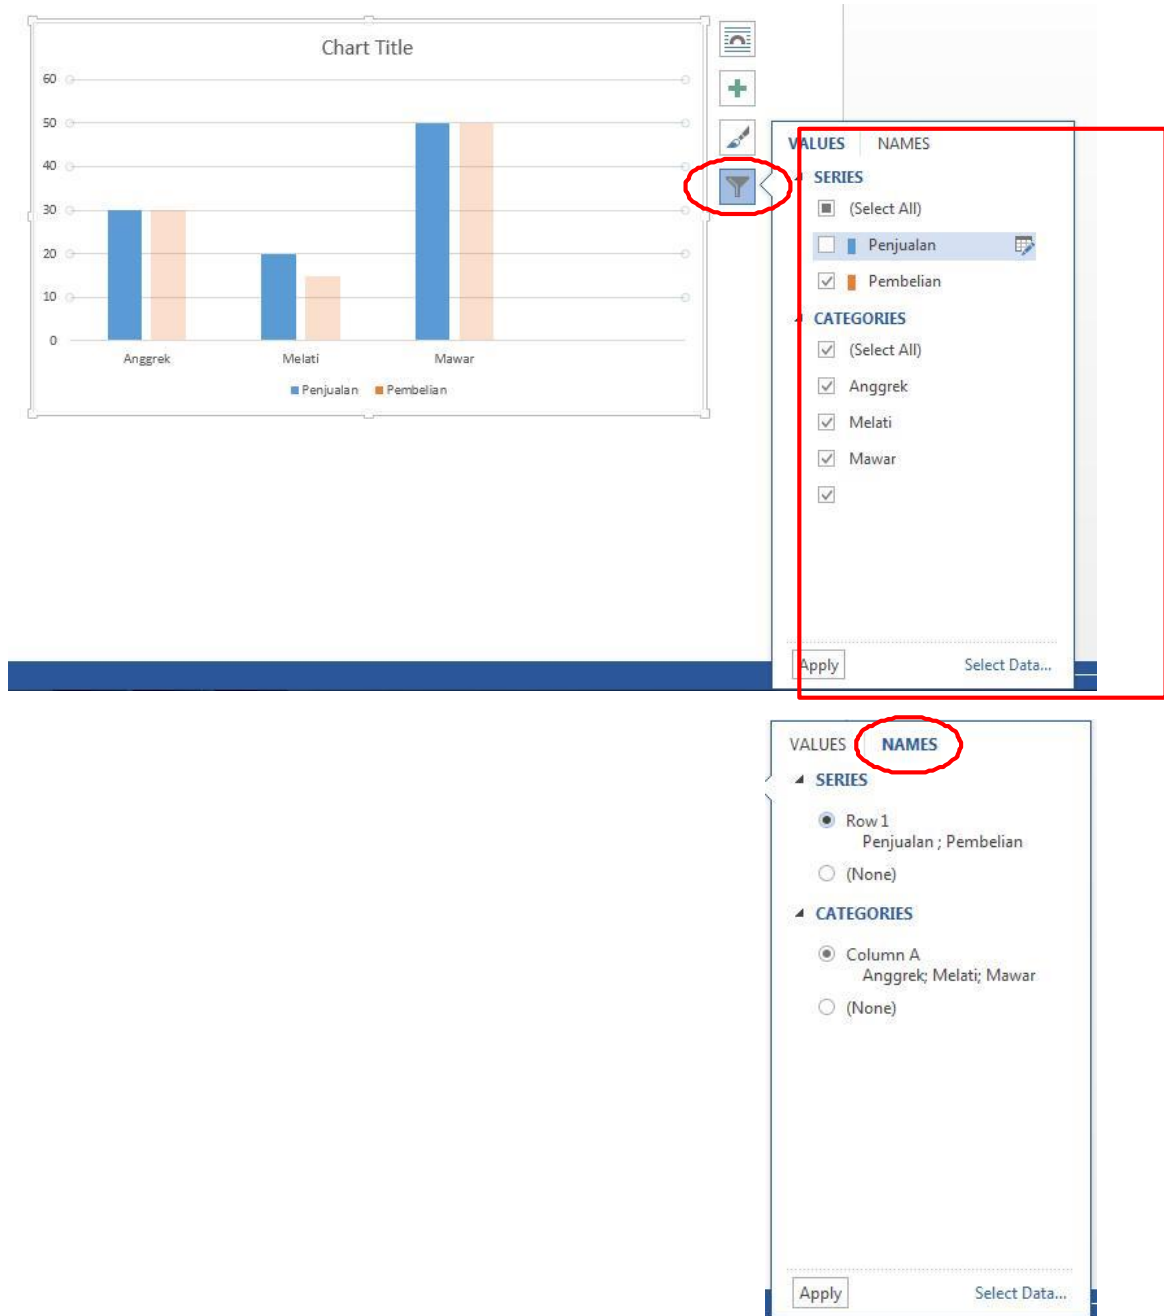 Chart Title
60
50
40
30
20
10
0
Anggrek Melati Mawar
Penjualan Pembelian
VALUES NAMES
SERIES
(Select All)
Penjualan
Pembelian
CATEGORIES
(Select All)
Anggrek
Melati
Mawar
Apply Select Data...
VALUES NAMES
SERIES
Row 1
Penjualan ; Pembelian
(None)
CATEGORIES
Column A
Anggrek; Melati; Mawar
(None)
Apply Select Data...